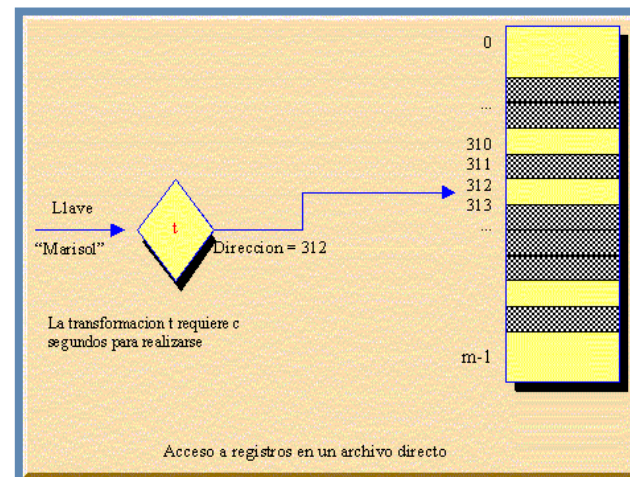 0
...
310
311
312
313
...
m-1
Llave
“Marisol”
t
Direccion = 312
La transformacion t requiere c
segundos para realizarse
Acceso a registros en un archivo directo